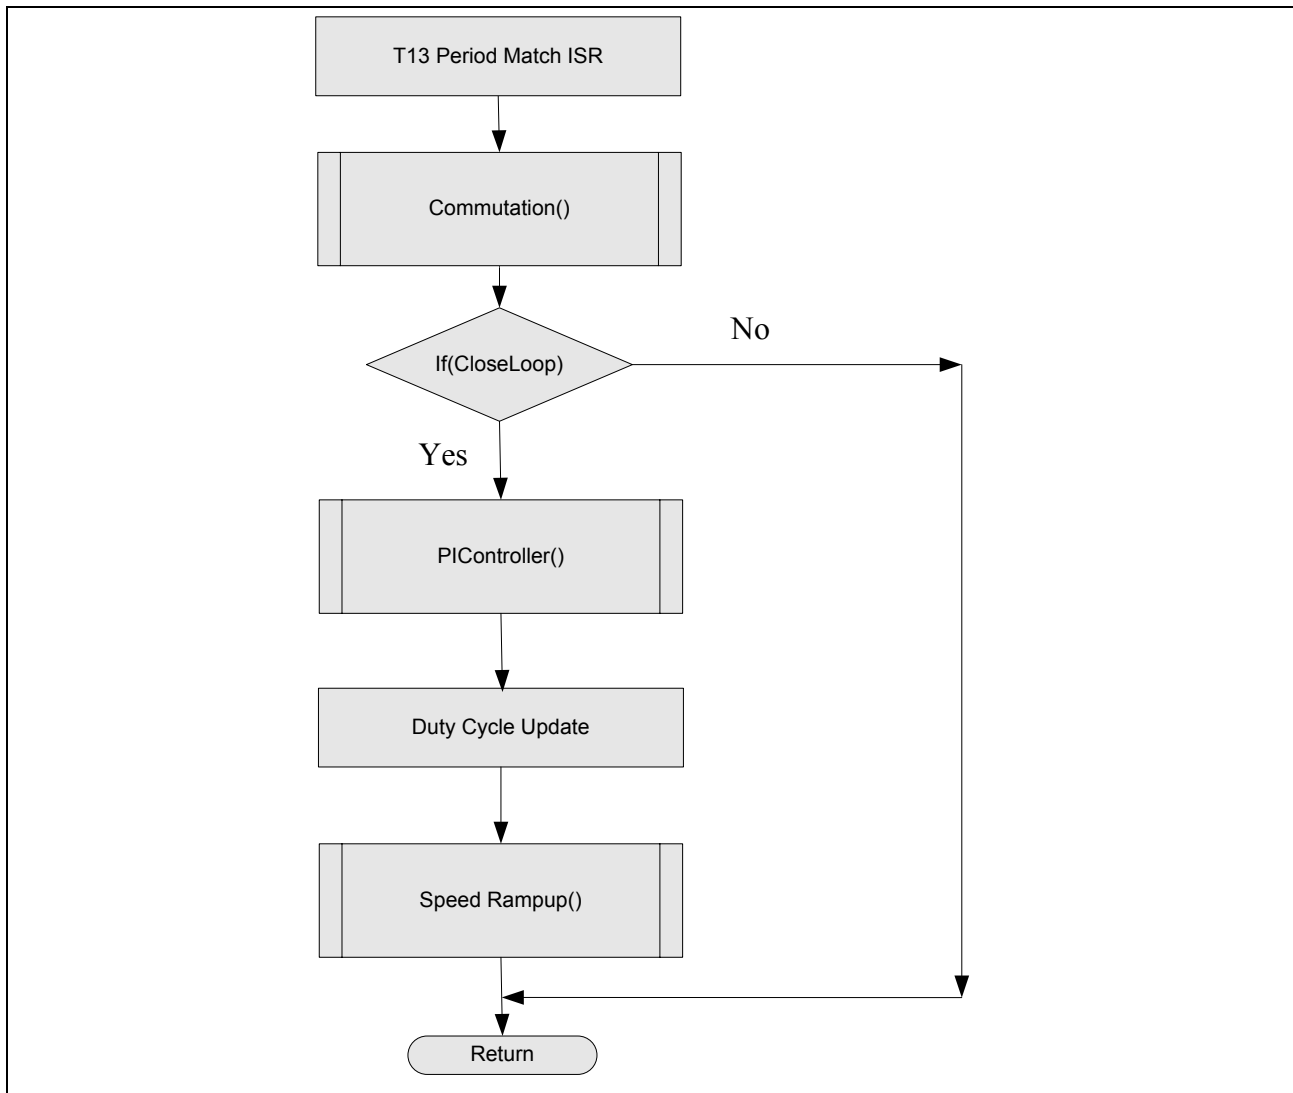 T13 Period Match ISR
Commutation()
If(CloseLoop)
No
Yes
PIController()
Duty Cycle Update
Speed Rampup()
Return